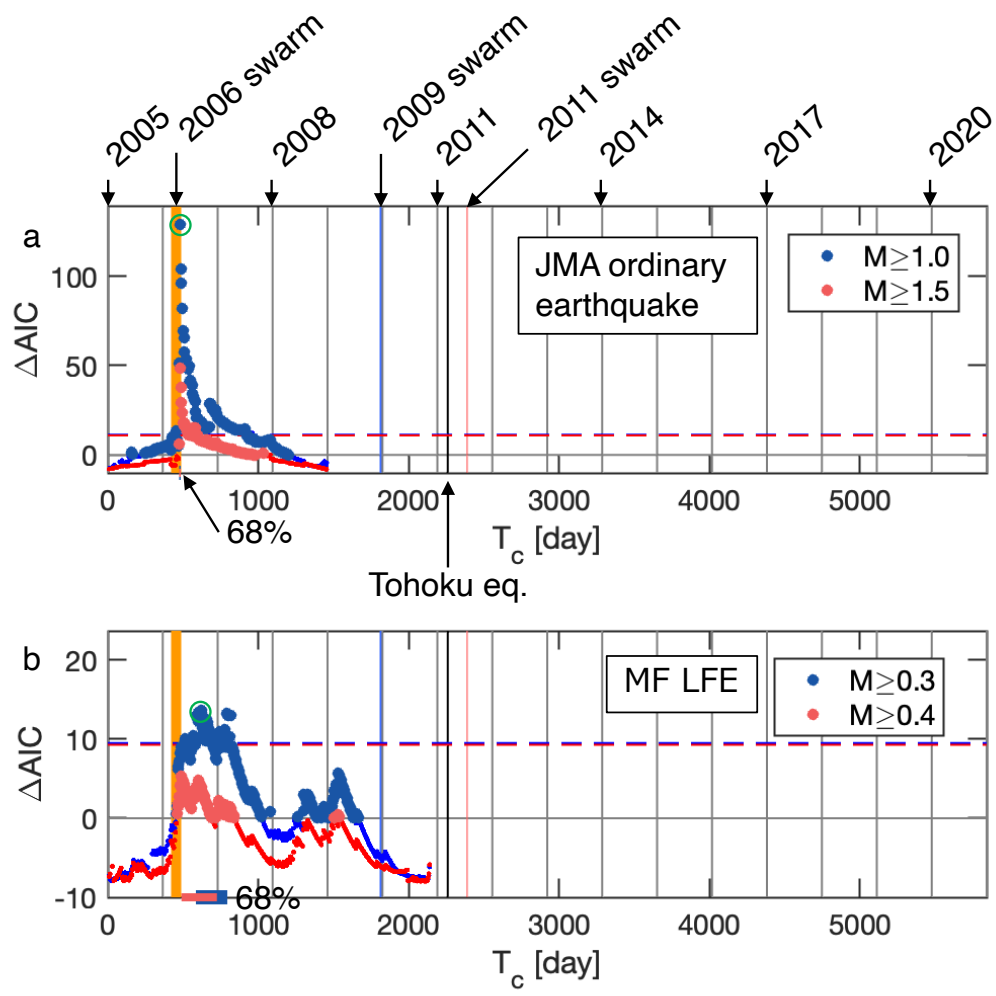 2005
2006 swarm
2008
2009 swarm
2011
2011 swarm
2014
2017
2020
a
JMA ordinary
earthquake
M≥1.0
M≥1.5
ΔAIC
100
50
0
0 1000 2000 3000 4000 5000
68%
T_c [day]
Tohoku eq.
b
MF LFE
M≥0.3
M≥0.4
ΔAIC
20
10
0
-10
68%
0 1000 2000 3000 4000 5000
T_c [day]